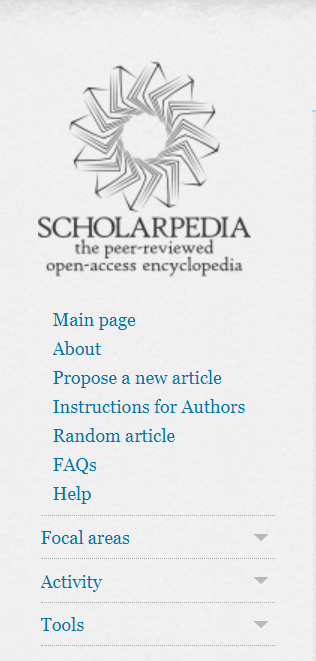 SCHOLARPEDIA
the peer-reviewed
open-access encyclopedia
Main page
About
Propose a new article
Instructions for Authors
Random article
FAQs
Help
Focal areas
Activity
Tools